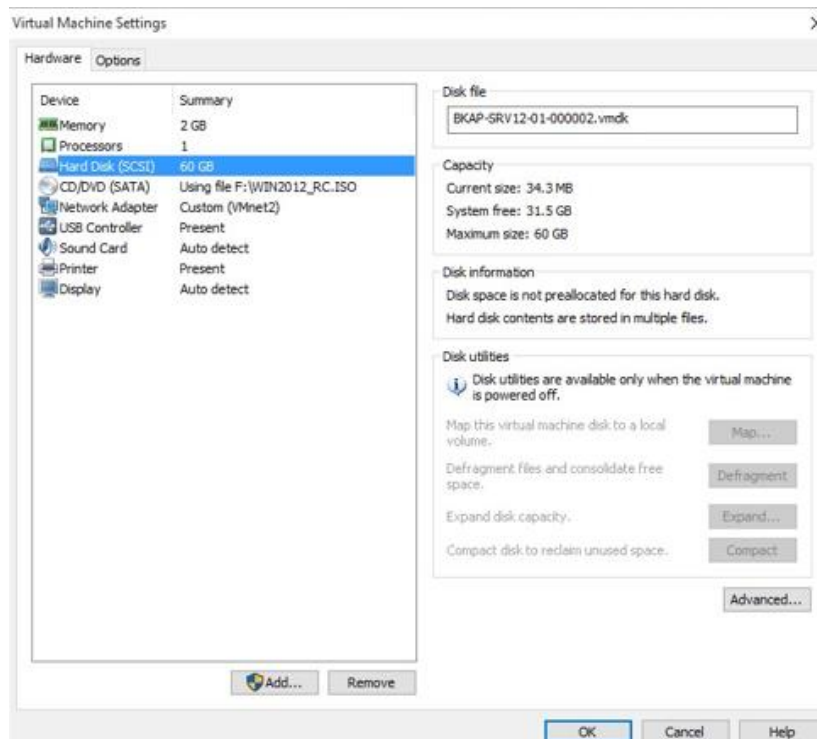 Virtual Machine Settings
Hardware Options
Device Summary
Memory 2 GB
Processors 1
Hard Disk (SCSI) 60 GB
CD/DVD (SATA) Using file F:\WIN2012_RC.ISO
Network Adapter Custom (VMnet2)
USB Controller Present
Sound Card Auto detect
Printer Present
Display Auto detect
Add... Remove
Disk file
BKAP-SRV12-01-000002.vmdk
Capacity
Current size: 34.3 MB
System free: 31.5 GB
Maximum size: 60 GB
Disk information
Disk space is not preallocated for this hard disk.
Hard disk contents are stored in multiple files.
Disk utilities
Disk utilities are available only when the virtual machine
is powered off.
Map this virtual machine disk to a local
volume.
Map...
Defragment files and consolidate free
space.
Defragment
Expand disk capacity.
Expand...
Compact disk to reclaim unused space.
Compact
Advanced...
OK Cancel Help